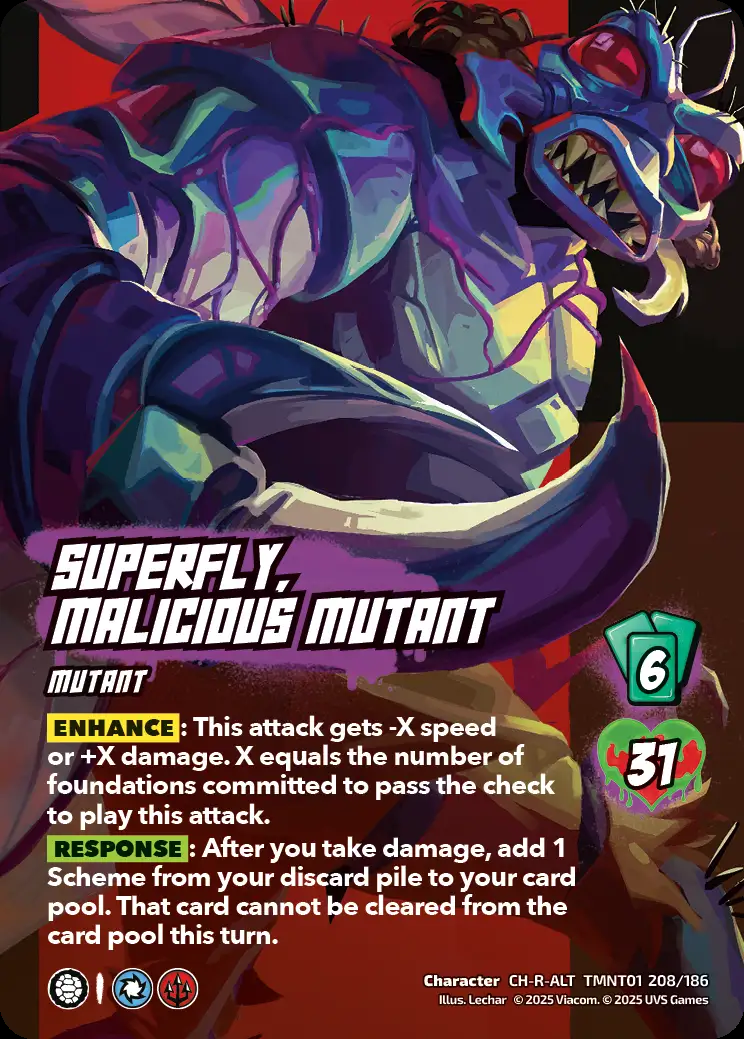 SUPERFLY,
MALICIOUS MUTANT
MUTANT
6
31
ENHANCE: This attack gets -X speed
or +X damage. X equals the number of
foundations committed to pass the check
to play this attack.
RESPONSE: After you take damage, add 1
Scheme from your discard pile to your card
pool. That card cannot be cleared from the
card pool this turn.
Character CH-R-ALT TMNT01 208/186
Illus. Lechar © 2025 Viacom. © 2025 UVS Games